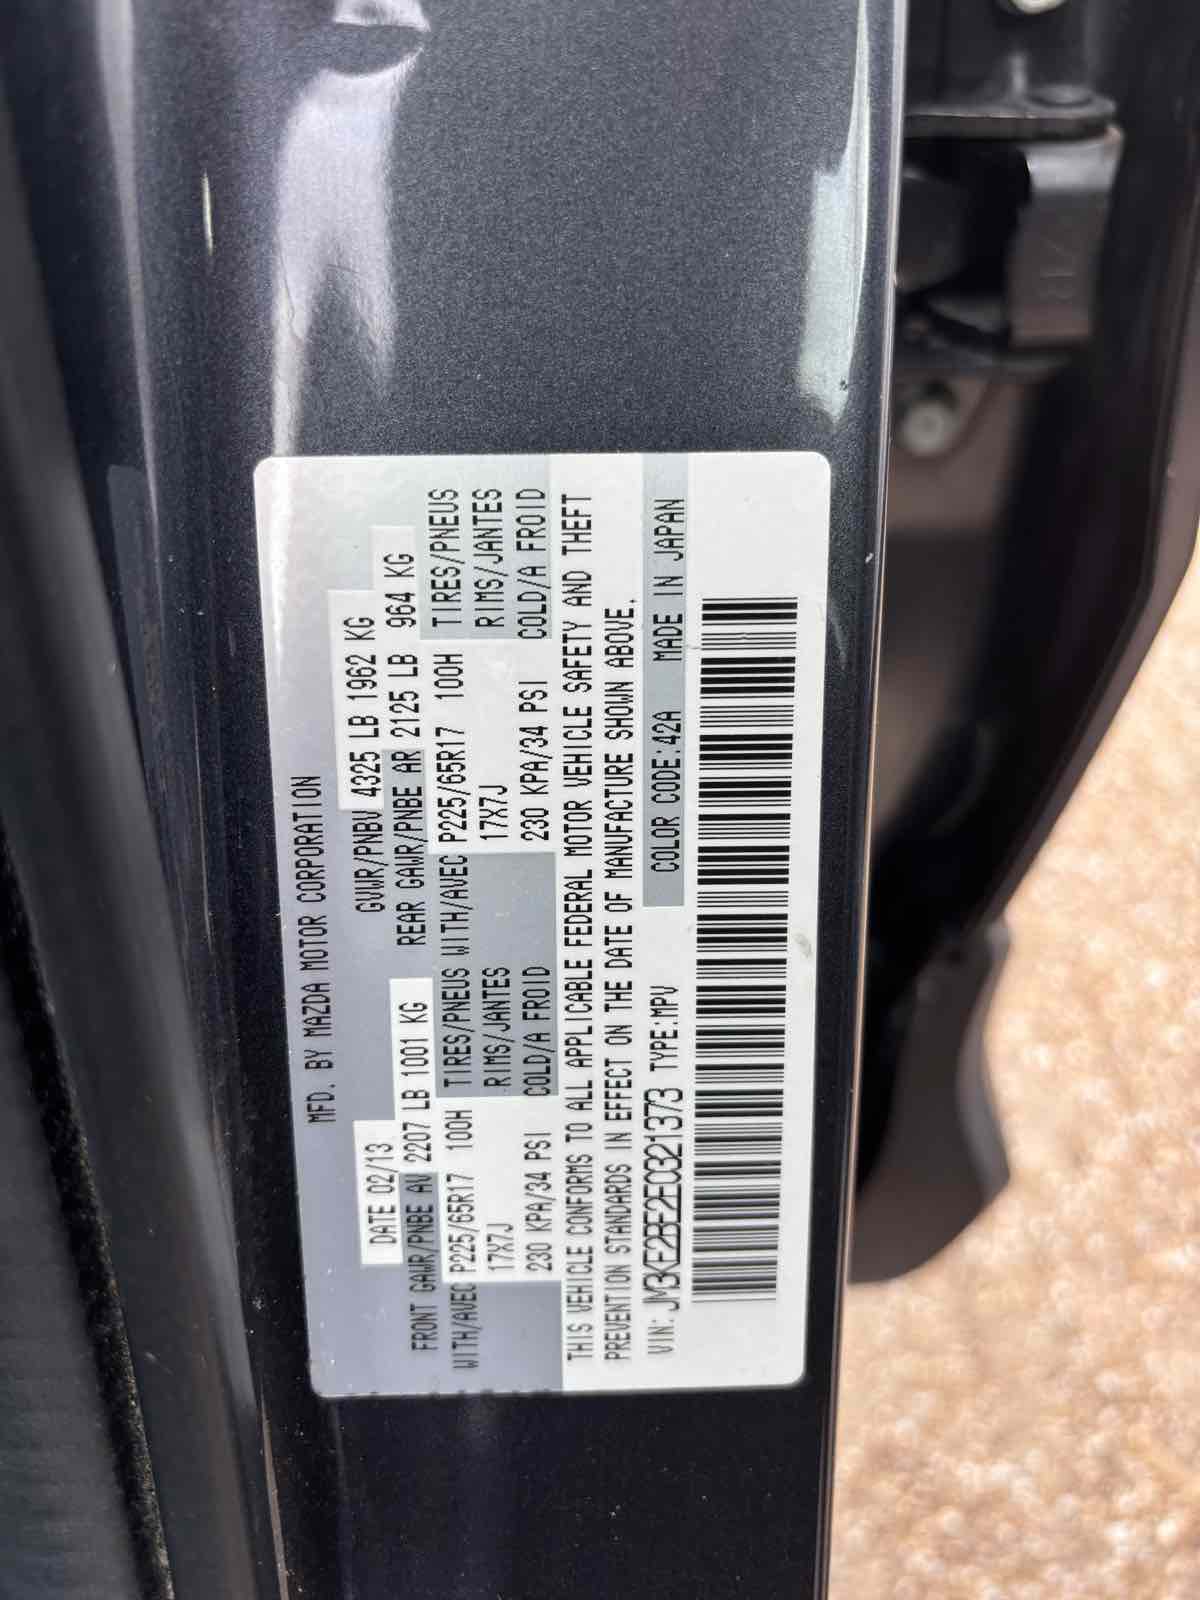 MFD. BY MAZDA MOTOR CORPORATION
DATE 02/13 GVWR/PNBV 4325 LB 1962 KG
FRONT GAWR/PNBE AV 2207 LB 1001 KG REAR GAWR/PNBE AR 2125 LB 964 KG
WITH/AVEC P225/65R17 100H TIRES/PNEUS WITH/AVEC P225/65R17 100H TIRES/PNEUS
17X7J RIMS/JANTES 17X7J RIMS/JANTES
230 KPA/34 PSI COLD/A FROID 230 KPA/34 PSI COLD/A FROID
THIS VEHICLE CONFORMS TO ALL APPLICABLE FEDERAL MOTOR VEHICLE SAFETY AND THEFT
PREVENTION STANDARDS IN EFFECT ON THE DATE OF MANUFACTURE SHOWN ABOVE.
VIN: JM3KE2BE2E0321373 TYPE:MPV COLOR CODE:42A MADE IN JAPAN